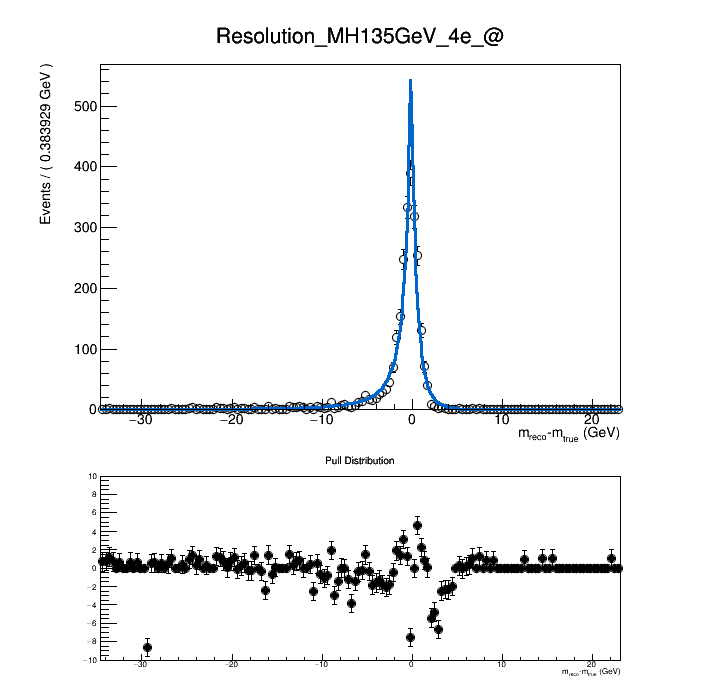 Resolution_MH135GeV_4e_@
Events / ( 0.383929 GeV )
500
400
300
200
100
0
−30 −20 −10 0 10 20
m_reco-m_true (GeV)
Pull Distribution
10
8
6
4
2
0
−2
−4
−6
−8
−10
−30 −20 −10 0 10 20
m_reco-m_true (GeV)